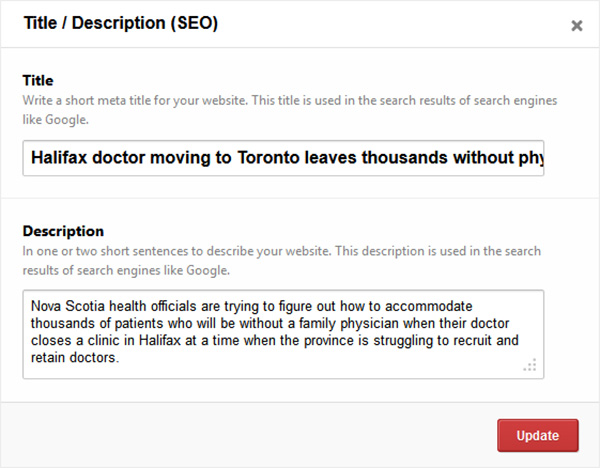 Title / Description (SEO)
Title
Write a short meta title for your website. This title is used in the search results of search engines
like Google.
Halifax doctor moving to Toronto leaves thousands without
Description
In one or two short sentences to describe your website. This description is used in the search
results of search engines like Google.
Nova Scotia health officials are trying to figure out how to accommodate
thousands of patients who will be without a family physician when their doctor
closes a clinic in Halifax at a time when the province is struggling to recruit and
retain doctors.
Update